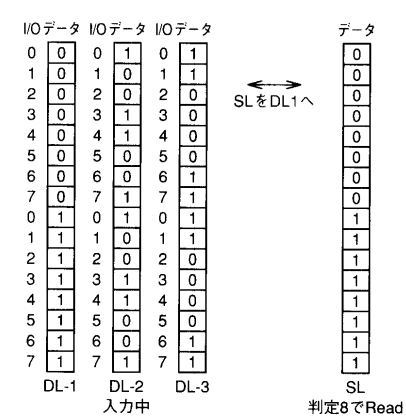 I/Oデータ I/Oデータ I/Oデータ データ
0 0 0 1 0 1 0
1 0 1 0 1 1 0
2 0 2 0 2 0 0
3 0 3 1 3 0 0
4 0 4 1 4 0 0
5 0 5 0 5 0 0
6 0 6 0 6 1 0
7 0 7 1 7 1 0
0 1 0 1 0 0 1
1 1 1 0 1 1 1
2 1 2 0 2 0 1
3 1 3 1 3 0 1
4 1 4 1 4 0 1
5 0 5 0 5 0 1
6 1 6 0 6 1 1
7 1 7 1 7 1 1
SLをDL1へ
DL-1 DL-2 DL-3 SL
入力中 判定8でRead